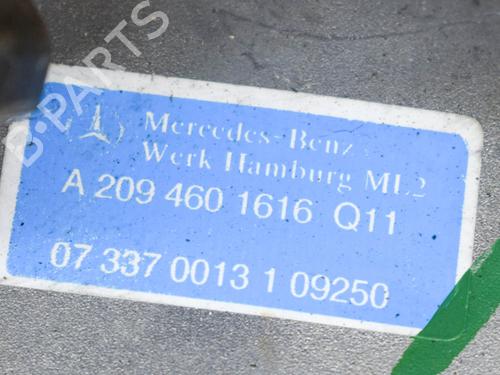 B-PARTS
Mercedes-Benz
Werk Hamburg ML2
A 209 460 1616 Q11
07 337 0013 1 09250